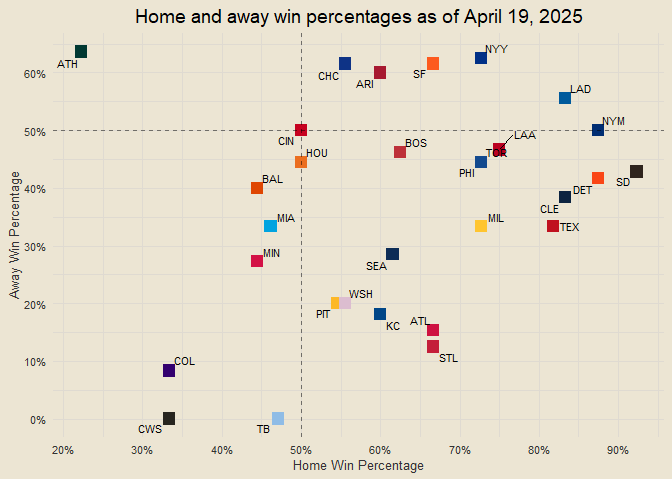 Home and away win percentages as of April 19, 2025
Away Win Percentage
60%
50%
40%
30%
20%
10%
0%
ATH
CHC
ARI
SF
NYY
LAD
NYM
CIN
HOU
BOS
LAA
TOR
PHI
BAL
DET
SD
CLE
MIA
MIL
TEX
MIN
SEA
PIT
WSH
KC
ATL
STL
COL
CWS
TB
20%
30%
40%
50%
60%
70%
80%
90%
Home Win Percentage